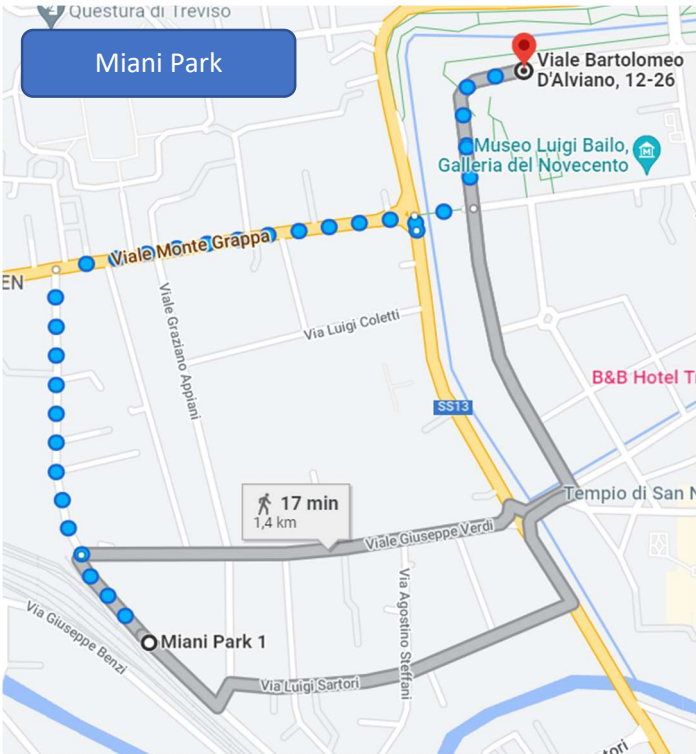 Questura di Treviso
Miani Park
Viale Bartolomeo
D'Alviano, 12-26
Museo Luigi Bailo,
Galleria del Novecento
Viale Monte Grappa
EN
Viale Graziano Appiani
Via Luigi Coletti
B&B Hotel Tr
SS13
17 min
1,4 km
Tempio di San N
Viale Giuseppe Verdi
Via Agostino Steffani
Miani Park 1
Via Giuseppe Benzi
Via Luigi Sartori
tori